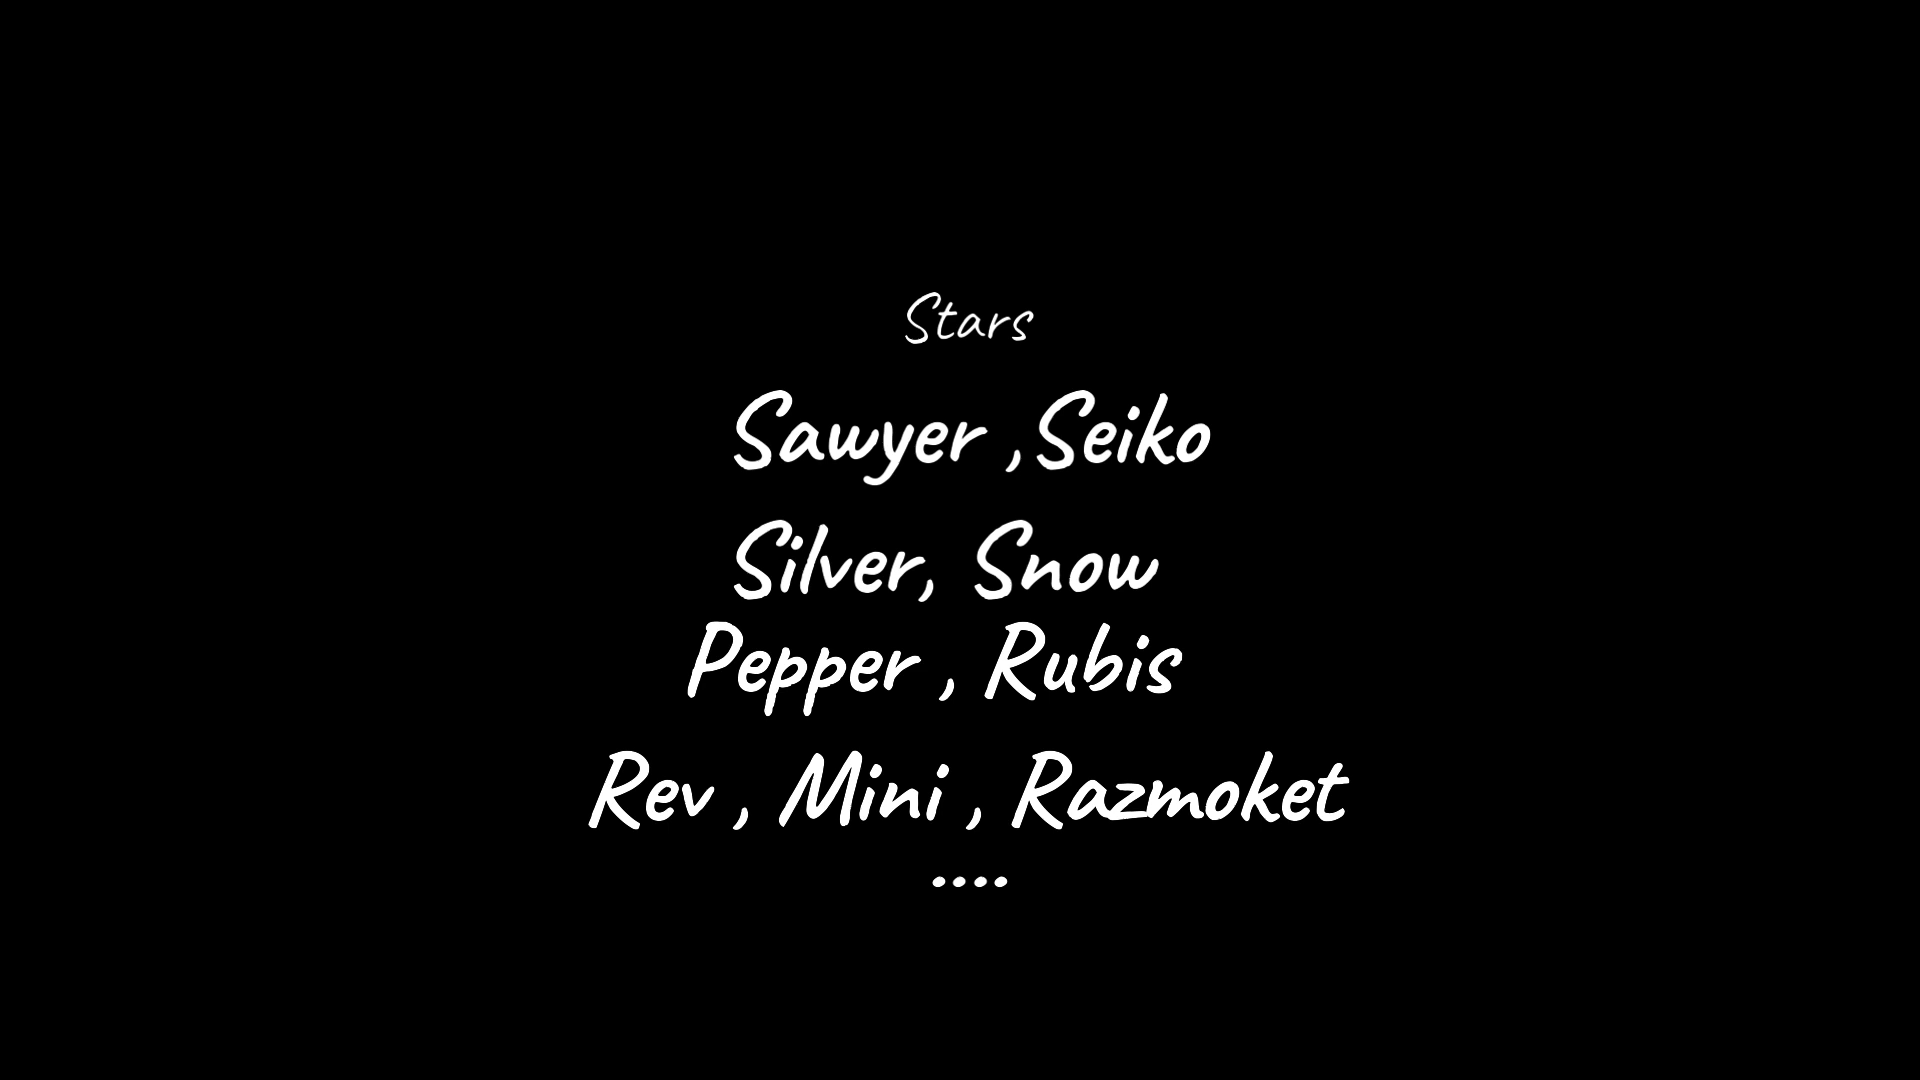 Stars
Sawyer ,Seiko
Silver, Snow
Pepper , Rubis
Rev , Mini , Razmoket
....